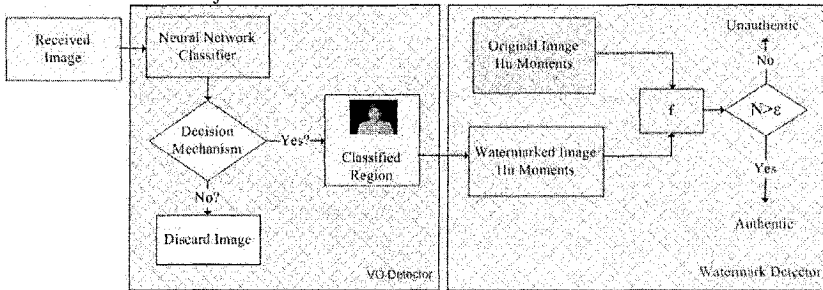 Received
Image
Neural Network
Classifier
Decision
Mechanism
Yes?
No?
Discard Image
Classified
Region
VO Detector
Original Image
Hu Moments
Watermarked Image
Hu Moments
f
N>ε
No
Unauthentic
Yes
Authentic
Watermark Detector